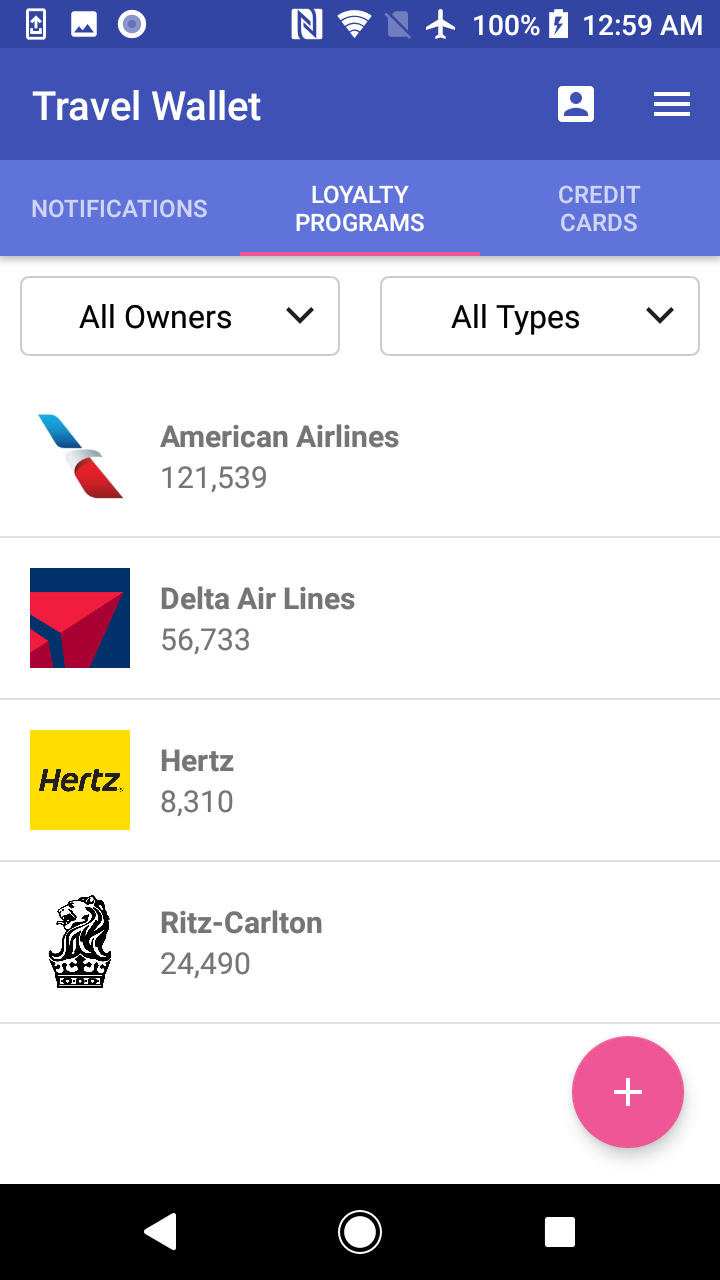 100% 12:59 AM
Travel Wallet
NOTIFICATIONS
LOYALTY
PROGRAMS
CREDIT
CARDS
All Owners
All Types
American Airlines
121,539
Delta Air Lines
56,733
Hertz
Hertz
8,310
Ritz-Carlton
24,490